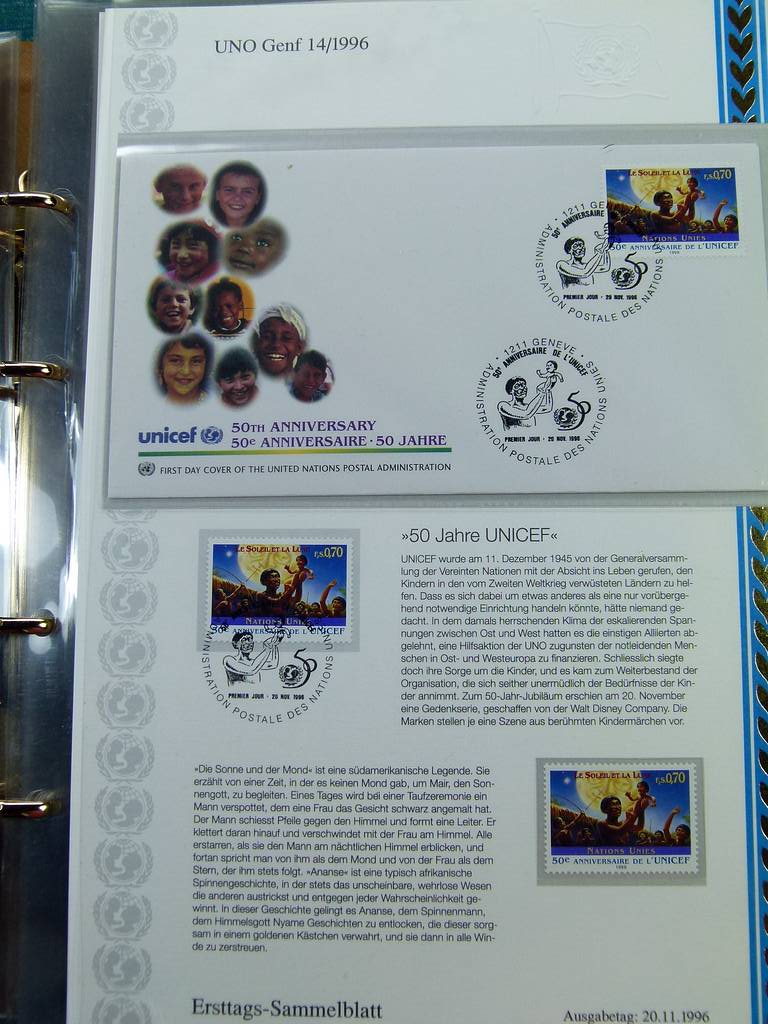 UNO Genf 14/1996
LE SOLEIL ET LA LUNE F.S.0,70
NATIONS UNIES
50e ANNIVERSAIRE DE L'UNICEF
1996
1211 GE
50e ANNIVERSAIRE
PREMIER JOUR · 20 NOV. 1996
ADMINISTRATION POSTALE DES NATIONS
1211 GENEVE
50e ANNIVERSAIRE DE L'UNICEF
PREMIER JOUR · 20 NOV. 1996
ADMINISTRATION POSTALE DES NATIONS UNIES
unicef
50TH ANNIVERSARY
50e ANNIVERSAIRE · 50 JAHRE
FIRST DAY COVER OF THE UNITED NATIONS POSTAL ADMINISTRATION
LE SOLEIL ET LA LUNE F.S.0,70
NATIONS UNIES
50e ANNIVERSAIRE DE L'UNICEF
PREMIER JOUR · 20 NOV. 1996
MINISTRATION POSTALE DES NATIONS UN
»50 Jahre UNICEF«
UNICEF wurde am 11. Dezember 1945 von der Generalversamm-
lung der Vereinten Nationen mit der Absicht ins Leben gerufen, den
Kindern in den vom Zweiten Weltkrieg verwüsteten Ländern zu hel-
fen. Dass es sich dabei um etwas anderes als eine nur vorüberge-
hend notwendige Einrichtung handeln könnte, hätte niemand ge-
dacht. In dem damals herrschenden Klima der eskalierenden Span-
nungen zwischen Ost und West hatten es die einstigen Alliierten ab-
gelehnt, eine Hilfsaktion der UNO zugunsten der notleidenden Men-
schen in Ost- und Westeuropa zu finanzieren. Schliesslich siegte
doch ihre Sorge um die Kinder, und es kam zum Weiterbestand der
Organisation, die sich seither unermüdlich der Bedürfnisse der Kin-
der annimmt. Zum 50-Jahr-Jubiläum erschien am 20. November
eine Gedenkserie, geschaffen von der Walt Disney Company. Die
Marken stellen je eine Szene aus berühmten Kindermärchen vor.
»Die Sonne und der Mond« ist eine südamerikanische Legende. Sie
erzählt von einer Zeit, in der es keinen Mond gab, um Mair, den Son-
nengott, zu begleiten. Eines Tages wird bei einer Taufzeremonie ein
Mann verspottet, dem eine Frau das Gesicht schwarz angemalt hat.
Der Mann schiesst Pfeile gegen den Himmel und formt eine Leiter. Er
klettert daran hinauf und verschwindet mit der Frau am Himmel. Alle
erstarren, als sie den Mann am nächtlichen Himmel erblicken, und
fortan spricht man von ihm als dem Mond und von der Frau als dem
Stern, der ihm stets folgt. »Ananse« ist eine typisch afrikanische
Spinnengeschichte, in der stets das unscheinbare, wehrlose Wesen
die anderen austrickst und entgegen jeder Wahrscheinlichkeit ge-
winnt. In dieser Geschichte gelingt es Ananse, dem Spinnenmann,
dem Himmelsgott Nyame Geschichten zu entlocken, die dieser sorg-
sam in einem goldenen Kästchen verwahrt, und sie dann in alle Win-
de zu zerstreuen.
LE SOLEIL ET LA LUNE F.S.0,70
NATIONS UNIES
50e ANNIVERSAIRE DE L'UNICEF
1996
Ersttags-Sammelblatt
Ausgabetag: 20.11.1996